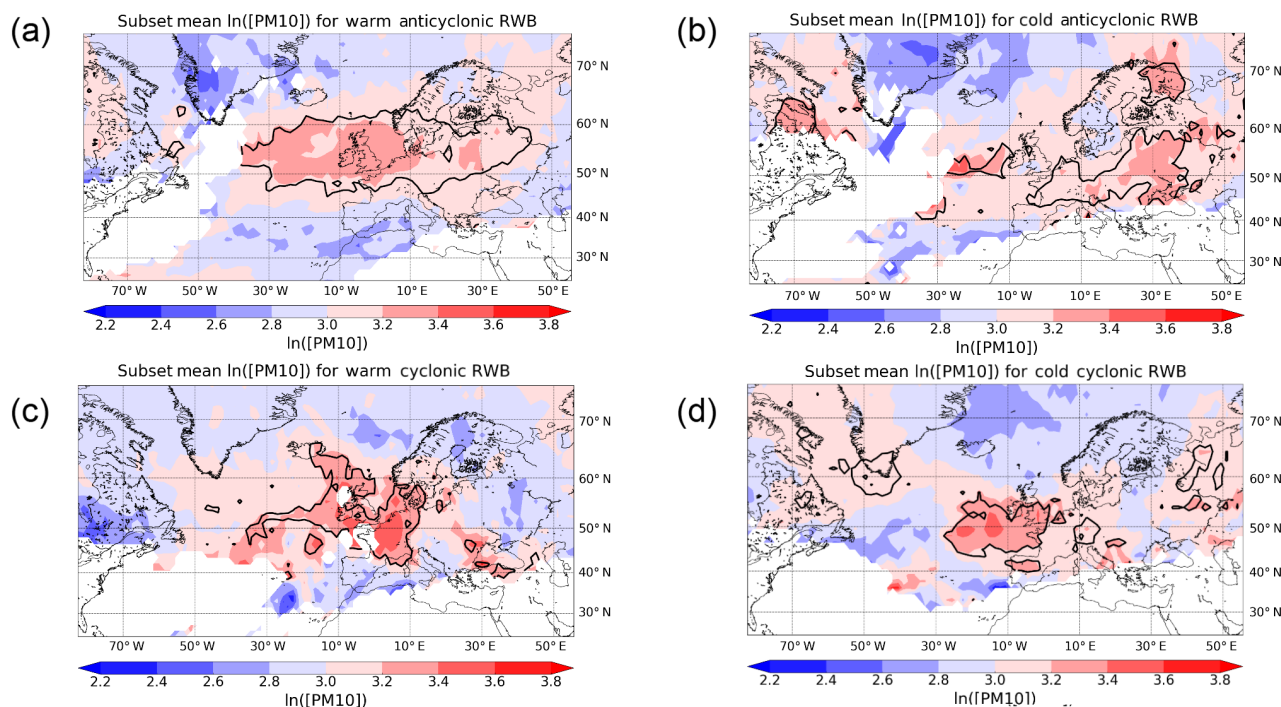 (a)
Subset mean ln([PM10) for warm anticyclonic RWB
70° N
60° N
50° N
40° N
30° N
70° W 50° W 30° W 10° W 10° E 30° E 50° E
2.2 2.4 2.6 2.8 3.0 3.2 3.4 3.6 3.8
ln([PM10)
(b)
Subset mean ln([PM10) for cold anticyclonic RWB
70° N
60° N
50° N
40° N
30° N
70° W 50° W 30° W 10° W 10° E 30° E 50° E
2.2 2.4 2.6 2.8 3.0 3.2 3.4 3.6 3.8
ln([PM10)
(c)
Subset mean ln([PM10) for warm cyclonic RWB
70° N
60° N
50° N
40° N
30° N
70° W 50° W 30° W 10° W 10° E 30° E 50° E
2.2 2.4 2.6 2.8 3.0 3.2 3.4 3.6 3.8
ln([PM10)
(d)
Subset mean ln([PM10) for cold cyclonic RWB
70° N
60° N
50° N
40° N
30° N
70° W 50° W 30° W 10° W 10° E 30° E 50° E
2.2 2.4 2.6 2.8 3.0 3.2 3.4 3.6 3.8
ln([PM10)